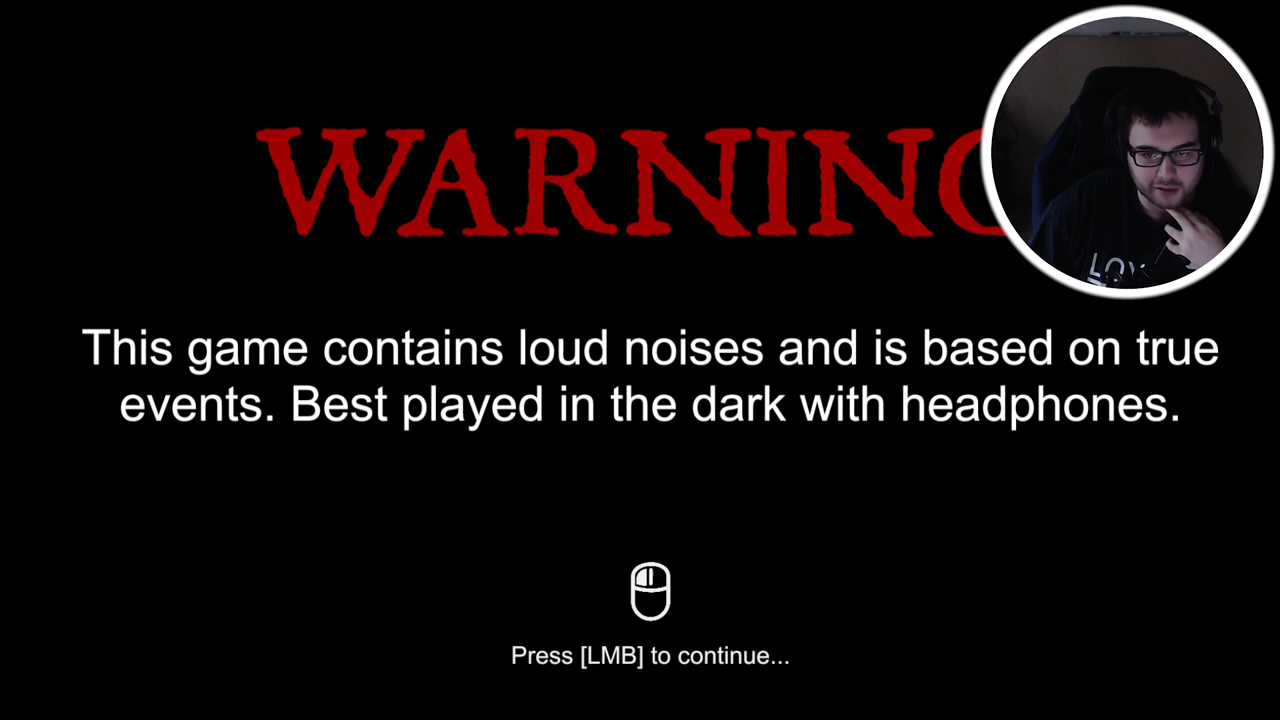 WARNING
This game contains loud noises and is based on true
events. Best played in the dark with headphones.
Press [LMB] to continue...